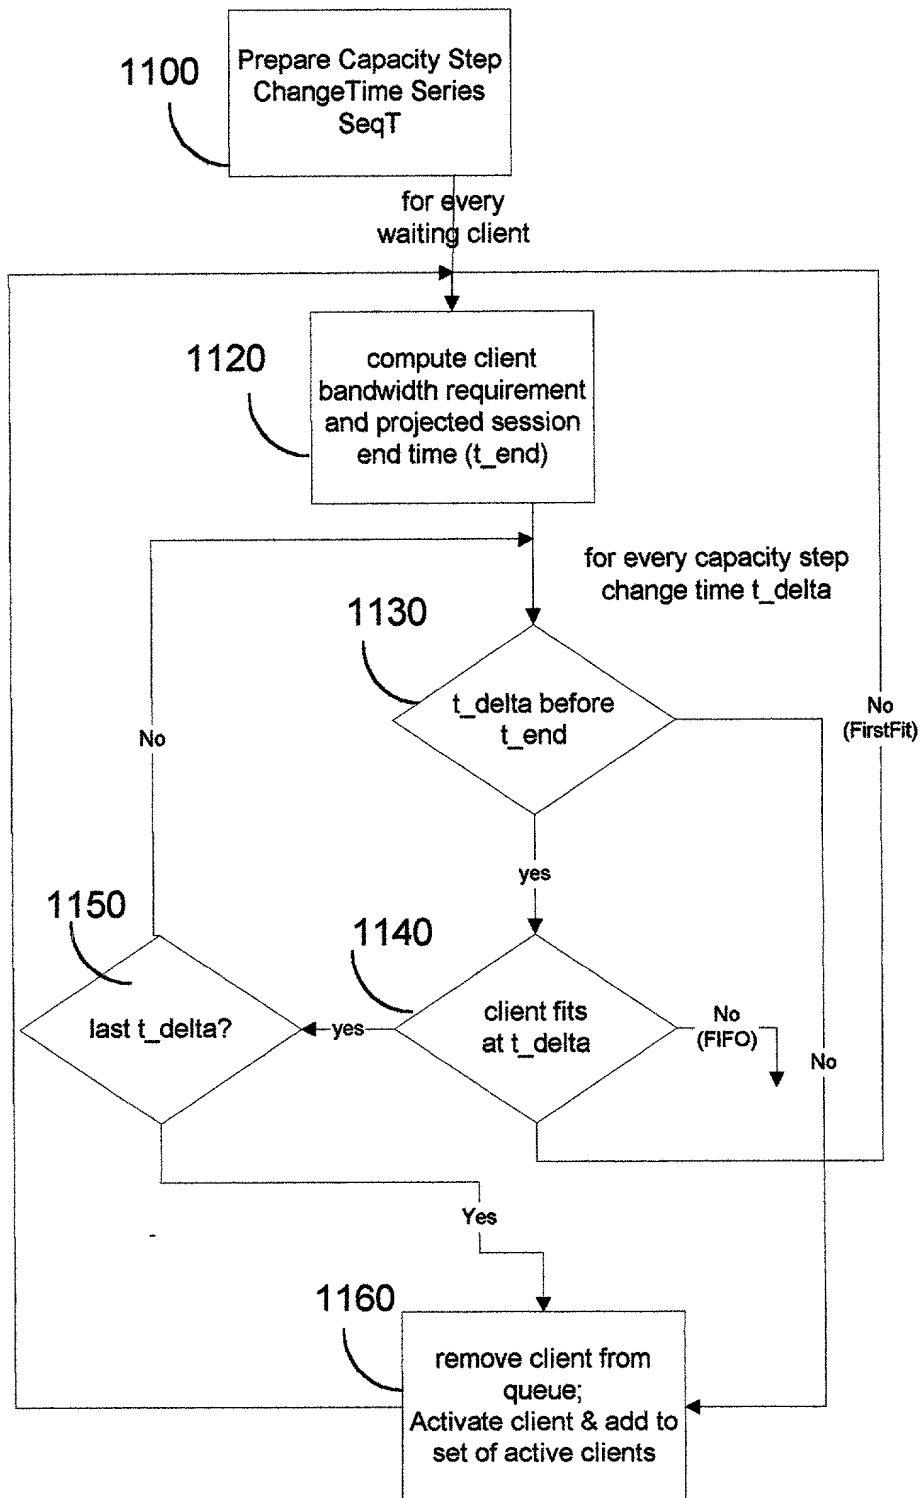 1100
Prepare Capacity Step
ChangeTime Series
SeqT
for every
waiting client
1120
compute client
bandwidth requirement
and projected session
end time (t_end)
for every capacity step
change time t_delta
1130
t_delta before
t_end
No
No
(FirstFit)
yes
1150
1140
last t_delta?
yes
client fits
at t_delta
No
(FIFO)
No
Yes
1160
remove client from
queue;
Activate client & add to
set of active clients